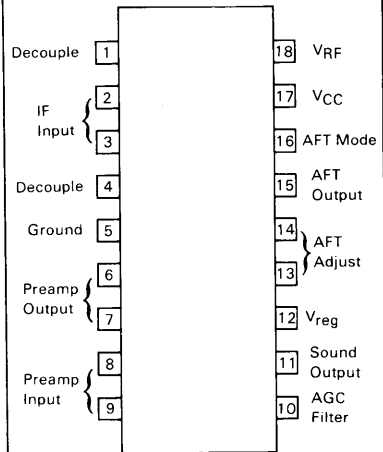 Decouple 1
2
IF
Input
3
Decouple 4
Ground 5
6
Preamp
Output
7
8
Preamp
Input
9
18 VRF
17 VCC
16 AFT Mode
15 AFT
Output
14
AFT
Adjust
13
12 Vreg
11 Sound
Output
10 AGC
Filter